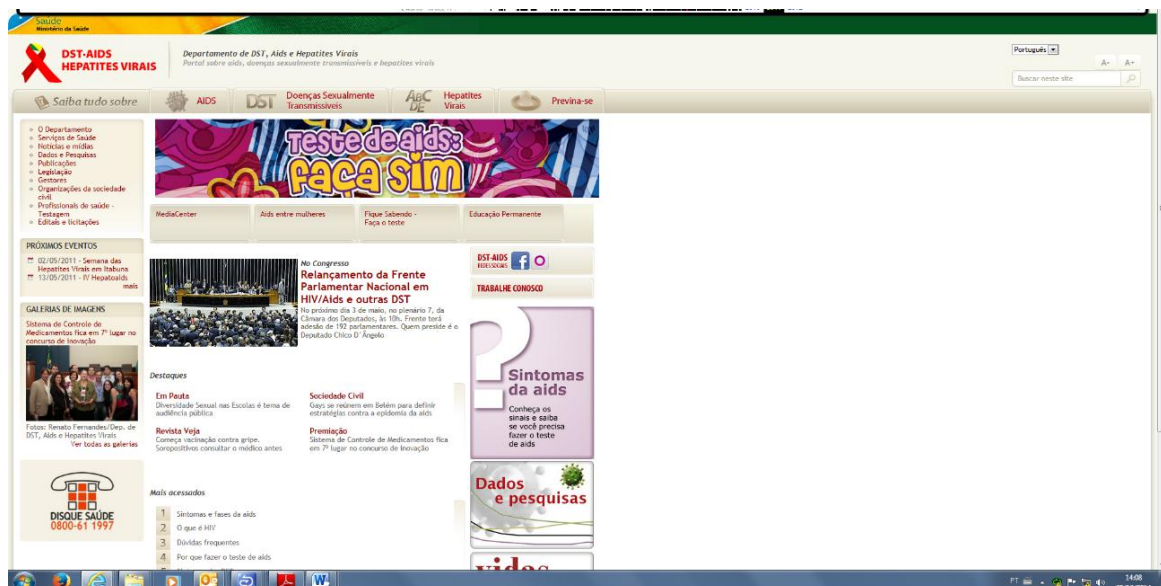 Saúde
Ministério da Saúde
DST·AIDS
HEPATITES VIRAIS
Departamento de DST, Aids e Hepatites Virais
Portal sobre aids, doenças sexualmente transmissíveis e hepatites virais
Português
A- A+
Buscar neste site
Saiba tudo sobre
AIDS
DST
Doenças Sexualmente
Transmissíveis
ABC
DE
Hepatites
Virais
Previna-se
O Departamento
Serviços de Saúde
Notícias e mídias
Dados e Pesquisas
Publicações
Legislação
Gestores
Organizações da sociedade
civil
Profissionais de saúde -
Testagem
Editais e licitações
PRÓXIMOS EVENTOS
02/05/2011 - Semana das
Hepatites Virais em Itabuna
13/05/2011 - IV Hepatoaids
mais
GALERIAS DE IMAGENS
Sistema de Controle de
Medicamentos fica em 7º lugar no
concurso de Inovação
Fotos: Renato Fernandes/Dep. de
DST, Aids e Hepatites Virais
Ver todas as galerias
DISQUE SAÚDE
0800-61 1997
Teste de aids:
faça sim
MediaCenter
Aids entre mulheres
Fique Sabendo -
Faça o teste
Educação Permanente
No Congresso
Relançamento da Frente
Parlamentar Nacional em
HIV/Aids e outras DST
No próximo dia 3 de maio, no plenário 7, da
Câmara dos Deputados, às 10h. Frente terá
adesão de 192 parlamentares. Quem preside é o
Deputado Chico D´Ângelo
Destaques
Em Pauta
Diversidade Sexual nas Escolas é tema de
audiência pública
Sociedade Civil
Gays se reúnem em Belém para definir
estratégias contra a epidemia da aids
Revista Veja
Começa vacinação contra gripe.
Soropositivos consultar o médico antes
Premiação
Sistema de Controle de Medicamentos fica
em 7º lugar no concurso de Inovação
Mais acessados
1 Sintomas e fases da aids
2 O que é HIV
3 Dúvidas frequentes
4 Por que fazer o teste de aids
DST·AIDS
REDES SOCIAIS
TRABALHE CONOSCO
Sintomas
da aids
Conheça os
sinais e saiba
se você precisa
fazer o teste
de aids
Dados
e pesquisas
vidas
PT
14:08